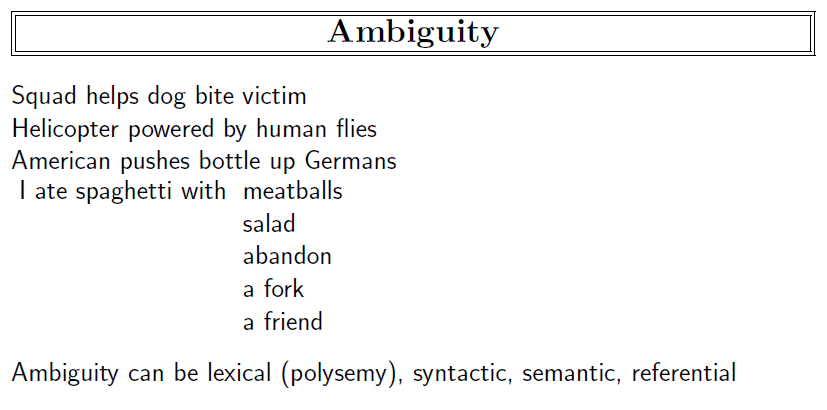 Ambiguity
Squad helps dog bite victim
Helicopter powered by human flies
American pushes bottle up Germans
I ate spaghetti with meatballs
salad
abandon
a fork
a friend
Ambiguity can be lexical (polysemy), syntactic, semantic, referential